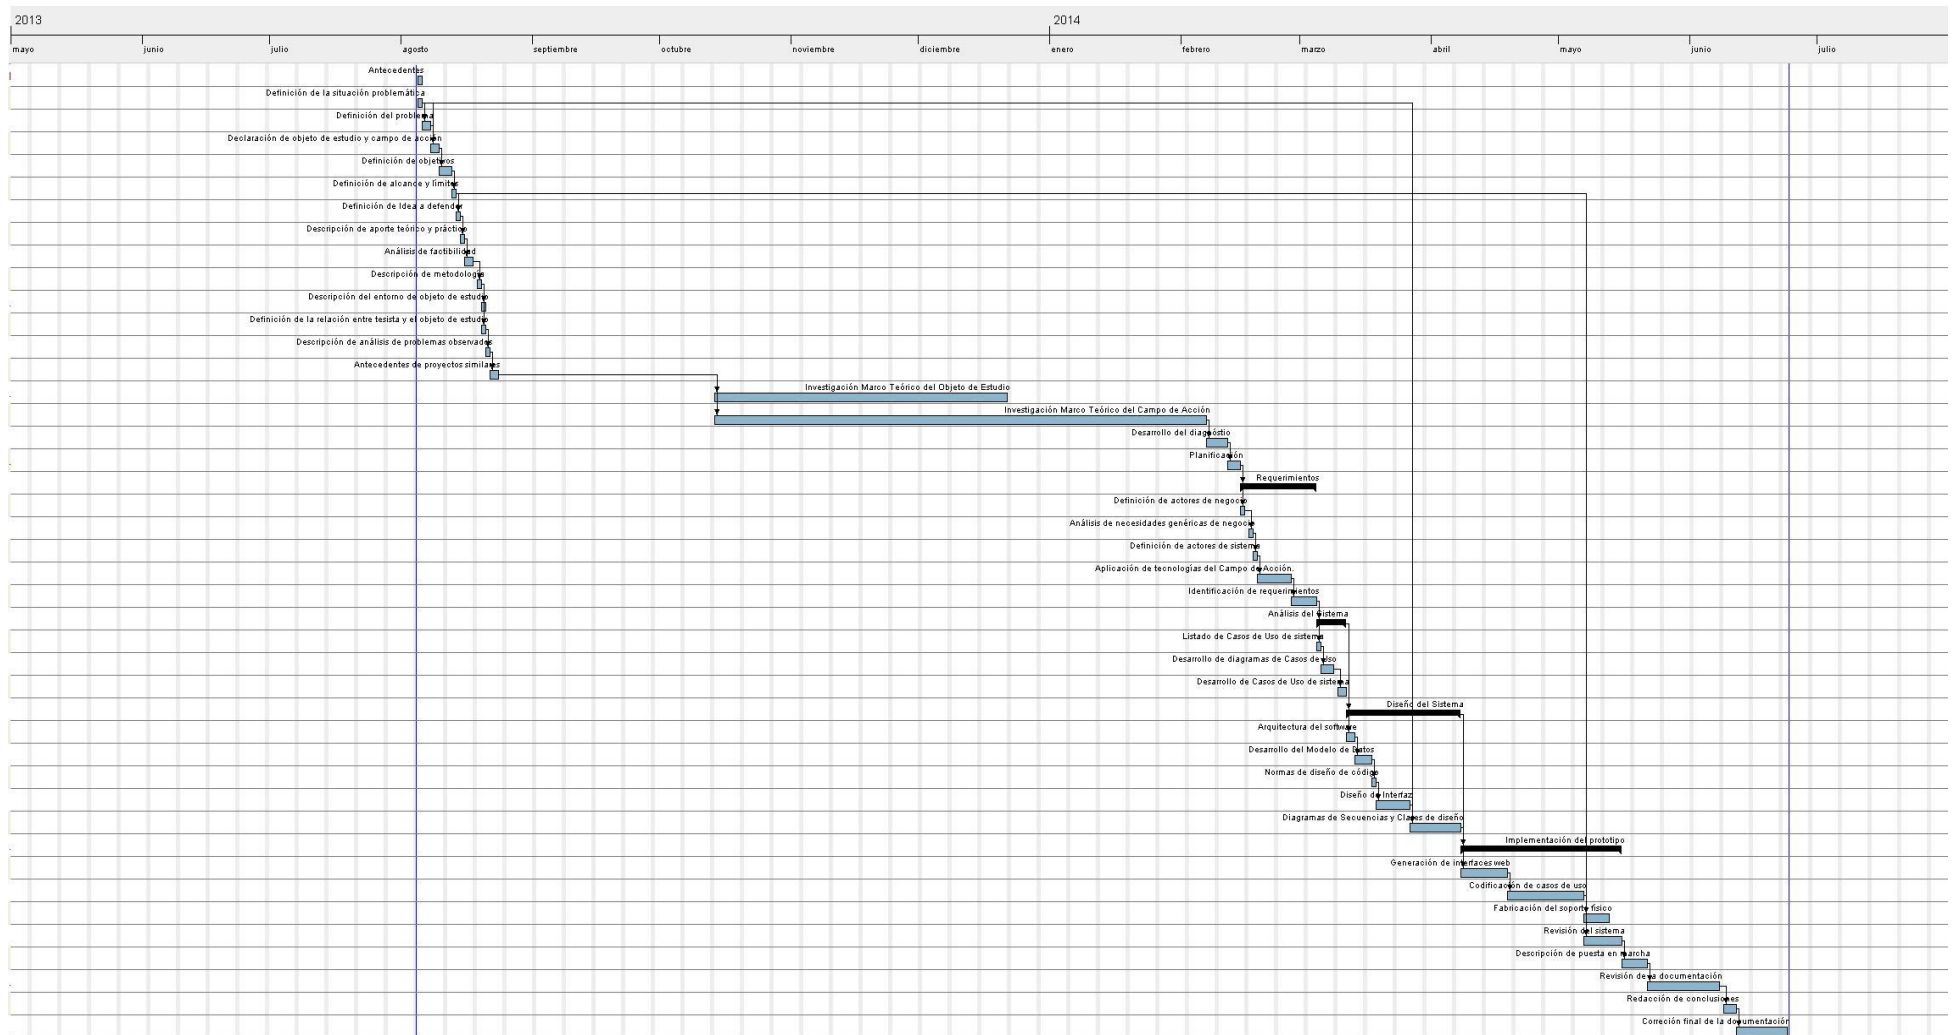 2013
2014
mayo
junio
julio
agosto
septiembre
octubre
noviembre
diciembre
enero
febrero
marzo
abril
mayo
junio
julio
Antecedentes
Definición de la situación problemática
Definición del problema
Declaración de objeto de estudio y campo de acción
Definición de objetivos
Definición de alcance y límites
Definición de Idea a defender
Descripción de aporte teórico y práctico
Análisis de factibilidad
Descripción de metodología
Descripción del entorno de objeto de estudio
Definición de la relación entre tesista y el objeto de estudio
Descripción de análisis de problemas observados
Antecedentes de proyectos similares
Investigación Marco Teórico del Objeto de Estudio
Investigación Marco Teórico del Campo de Acción
Desarrollo del diagnóstio
Planificación
Requerimientos
Definición de actores de negocio
Análisis de necesidades genéricas de negocio
Definición de actores de sistema
Aplicación de tecnologías del Campo de Acción.
Identificación de requerimientos
Análisis del Sistema
Listado de Casos de Uso de sistema
Desarrollo de diagramas de Casos de Uso
Desarrollo de Casos de Uso de sistema
Diseño del Sistema
Arquitectura del software
Desarrollo del Modelo de Datos
Normas de diseño de código
Diseño de Interfaz
Diagramas de Secuencias y Clases de diseño
Implementación del prototipo
Generación de interfaces web
Codificación de casos de uso
Fabricación del soporte físico
Revisión del sistema
Descripción de puesta en marcha
Revisión de la documentación
Redacción de conclusiones
Correción final de la documentación